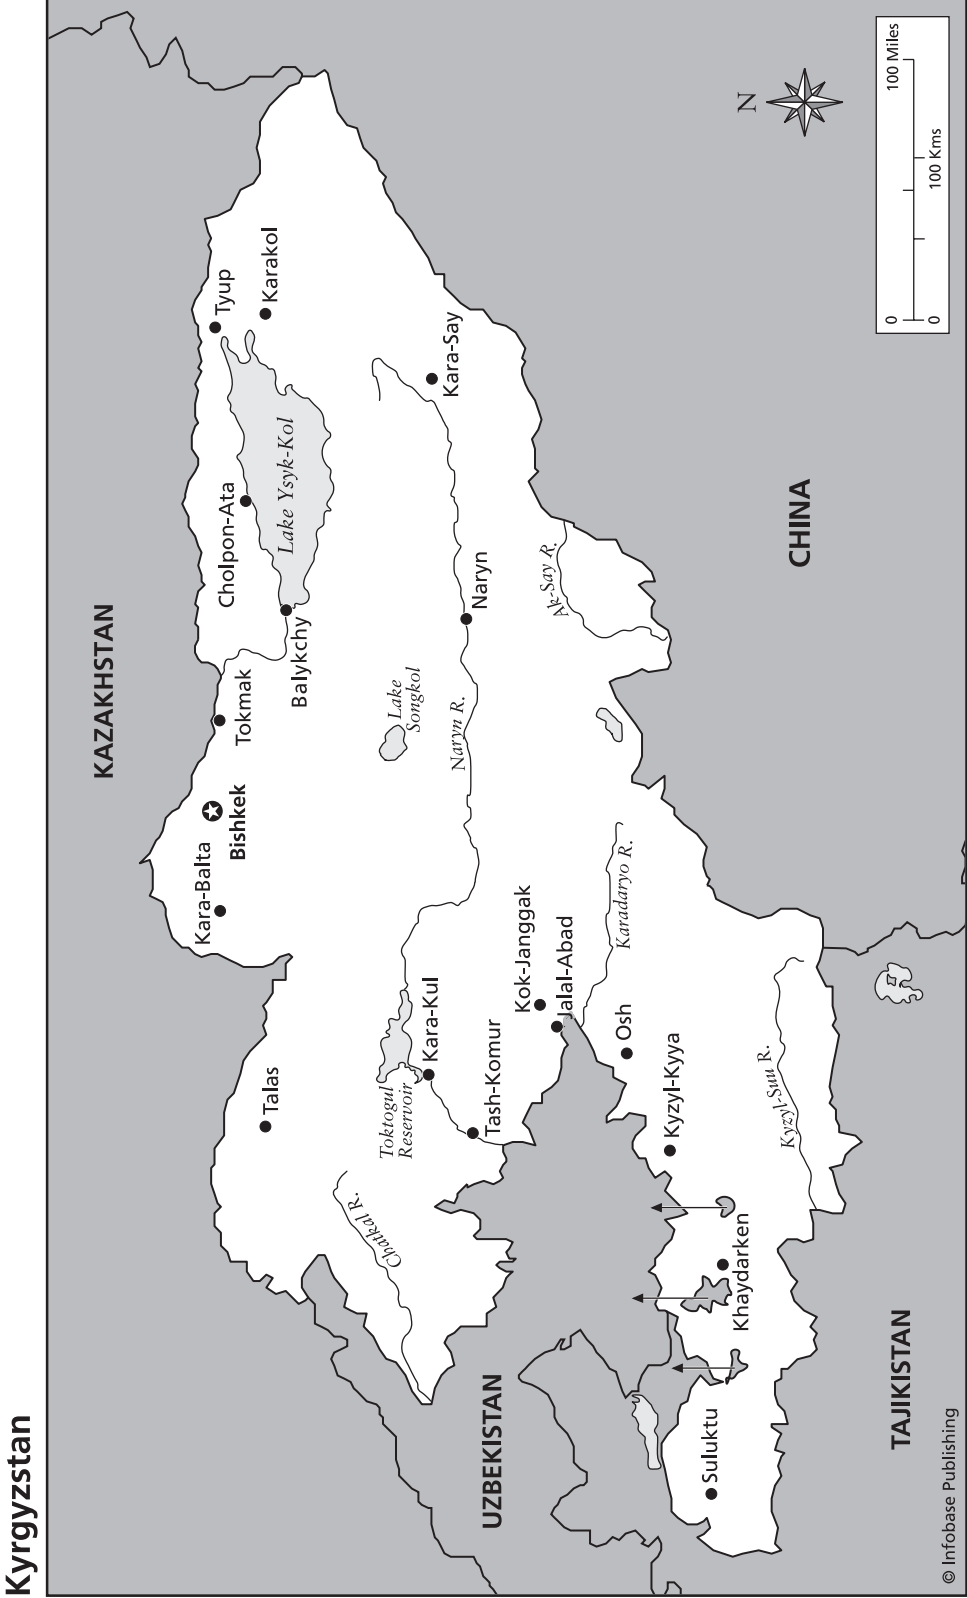 Kyrgyzstan
KAZAKHSTAN
Kara-Balta
Bishkek
Tokmak
Cholpon-Ata
Tyup
Karakol
Balykchy
Lake Ysyk-Kol
Talas
Toktogul
Reservoir
Kara-Kul
Lake
Songkol
Naryn R.
Naryn
Kara-Say
Chatkal R.
Tash-Komur
Kok-Janggak
Jalal-Abad
Karadaryo R.
Ak-Say R.
Osh
Kyzyl-Kyya
Kyzyl-Suu R.
Khaydarken
Suluktu
UZBEKISTAN
TAJIKISTAN
CHINA
N
0
100 Miles
0
100 Kms
© Infobase Publishing